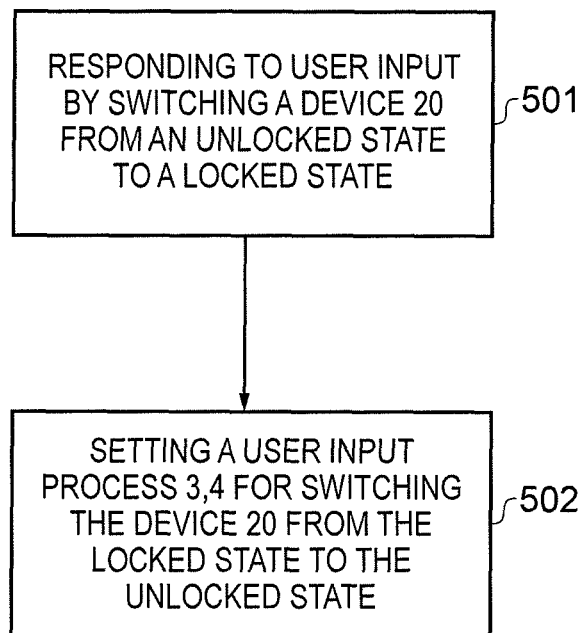 RESPONDING TO USER INPUT
BY SWITCHING A DEVICE 20
FROM AN UNLOCKED STATE
TO A LOCKED STATE
501
SETTING A USER INPUT
PROCESS 3,4 FOR SWITCHING
THE DEVICE 20 FROM THE
LOCKED STATE TO THE
UNLOCKED STATE
502